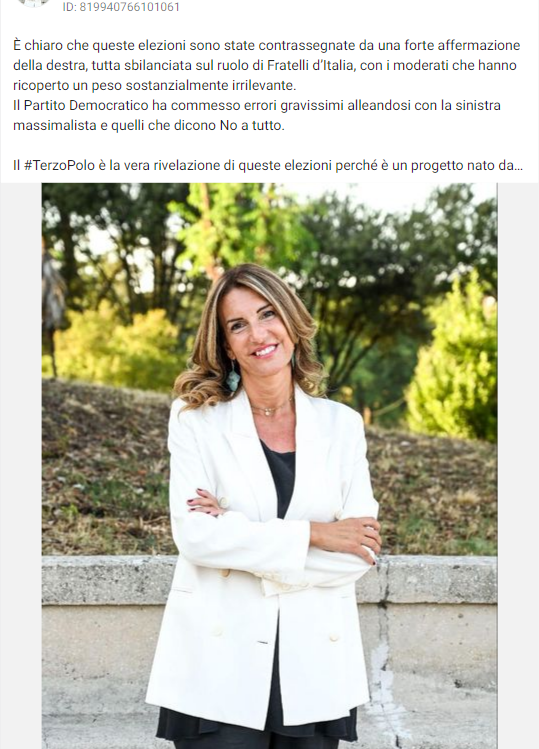 ID: 819940766101061
È chiaro che queste elezioni sono state contrassegnate da una forte affermazione
della destra, tutta sbilanciata sul ruolo di Fratelli d'Italia, con i moderati che hanno
ricoperto un peso sostanzialmente irrilevante.
Il Partito Democratico ha commesso errori gravissimi alleandosi con la sinistra
massimalista e quelli che dicono No a tutto.
Il #TerzoPolo è la vera rivelazione di queste elezioni perché è un progetto nato da...